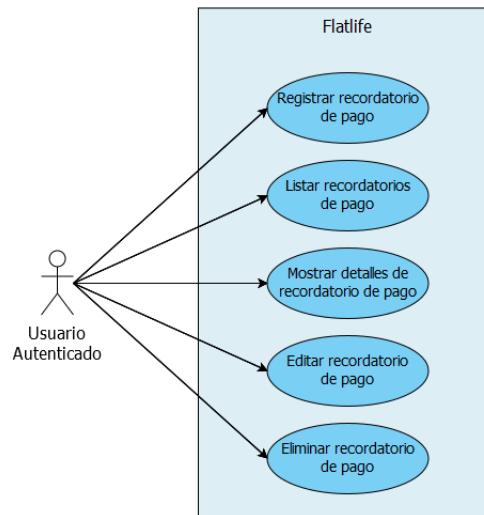 Flatlife
Registrar recordatorio
de pago
Listar recordatorios
de pago
Mostrar detalles de
recordatorio de pago
Usuario
Autenticado
Editar recordatorio
de pago
Eliminar recordatorio
de pago